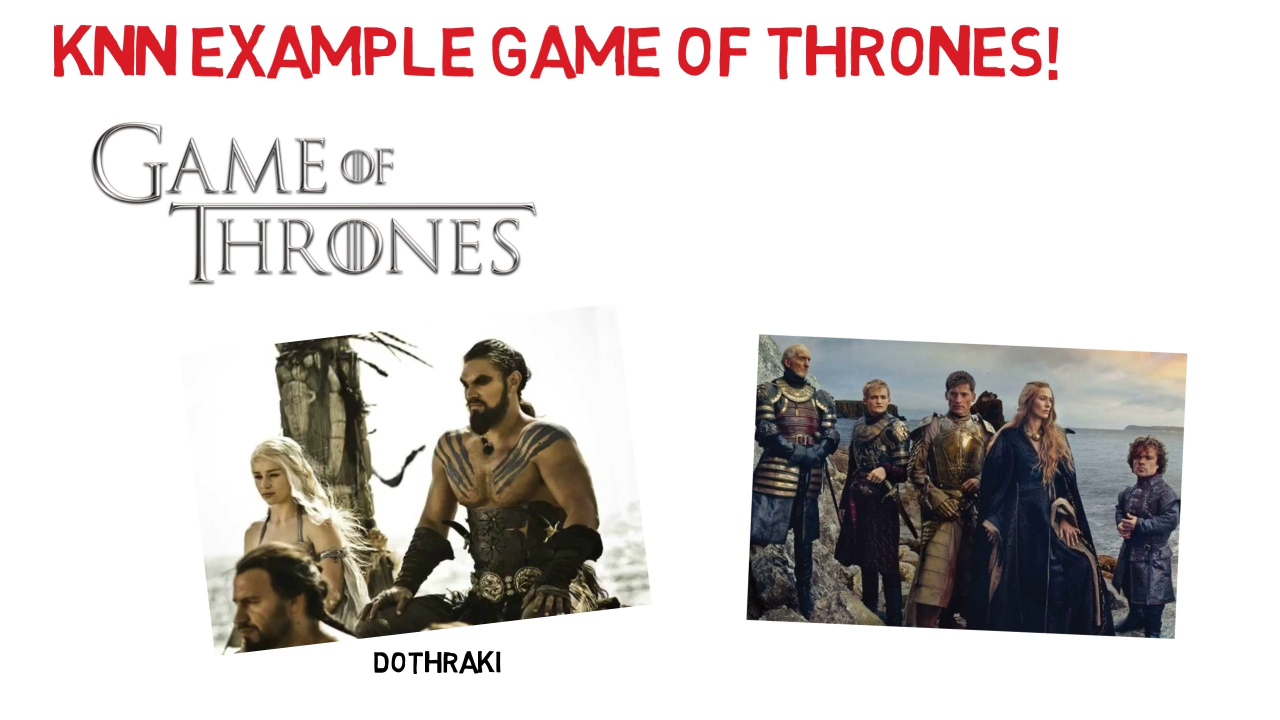 KNN EXAMPLE GAME OF THRONES!
GAME OF
THRONES
DOTHRAKI